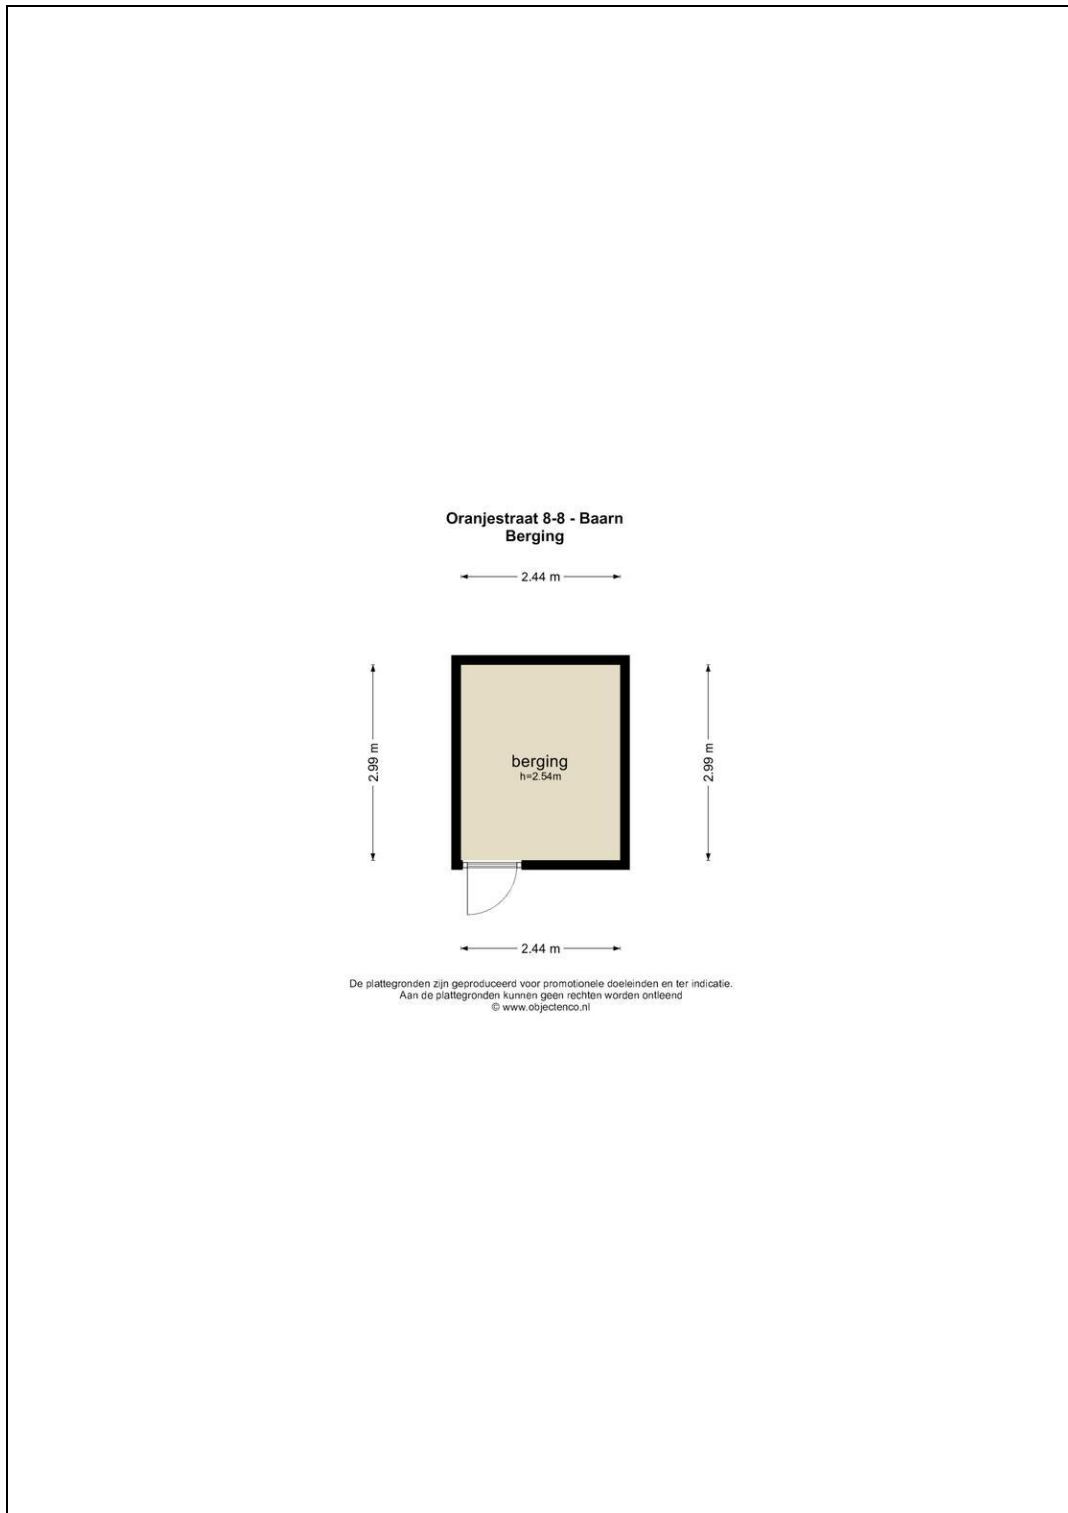 Oranjestraat 8-8 - Baarn
Berging
2.44 m
2.99 m
2.99 m
berging
h=2.54m
2.44 m
De plattegronden zijn geproduceerd voor promotionele doeleinden en ter indicatie.
Aan de plattegronden kunnen geen rechten worden ontleend
© www.objectenco.nl